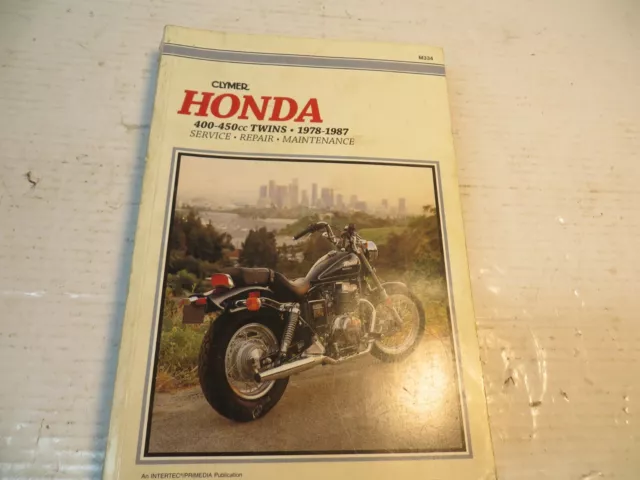 M334
CLYMER
HONDA
400-450cc TWINS • 1978-1987
SERVICE • REPAIR • MAINTENANCE
An INTERTEC®/PRIMEDIA Publication